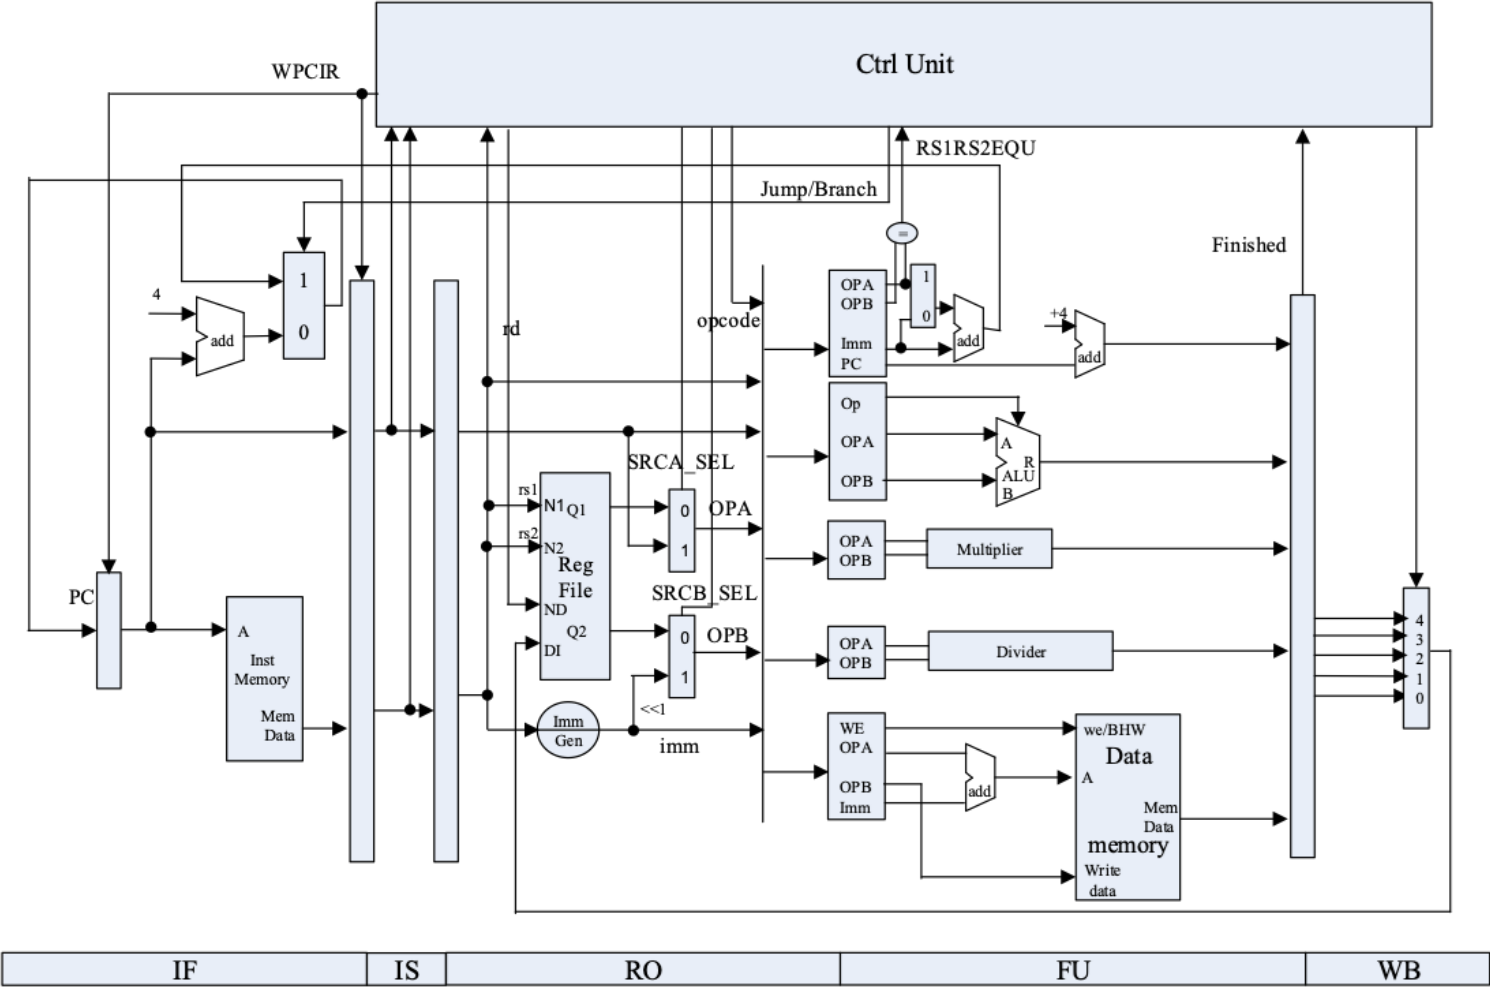 Ctrl Unit
WPCIR
RS1RS2EQU
Jump/Branch
=
Finished
4
add
1
0
rd
opcode
OPA
OPB
Imm
PC
1
0
add
+4
add
Op
OPA
OPB
A
R
ALU
B
SRCA_SEL
rs1
N1
Q1
rs2
N2
Reg
File
ND
Q2
DI
0
1
OPA
SRCB_SEL
0
1
OPB
<<1
Imm
Gen
imm
OPA
OPB
Multiplier
OPA
OPB
Divider
WE
OPA
OPB
Imm
add
we/BHW
Data
A
Mem
Data
memory
Write
data
PC
A
Inst
Memory
Mem
Data
4
3
2
1
0
IF
IS
RO
FU
WB